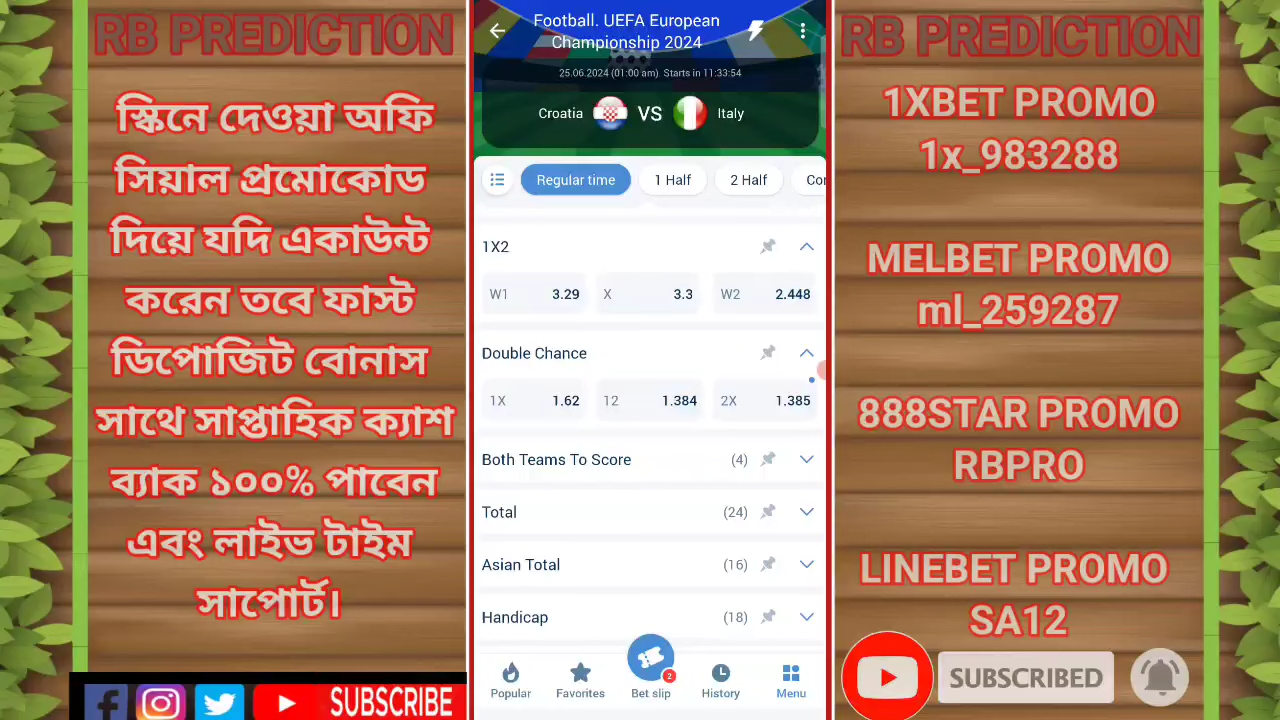 RB PREDICTION
স্কিনে দেওয়া অফি
সিয়াল প্রমোকোড
দিয়ে যদি একাউন্ট
করেন তবে ফাস্ট
ডিপোজিট বোনাস
সাথে সাপ্তাহিক ক্যাশ
ব্যাক ১০০% পাবেন
এবং লাইভ টাইম
সাপোর্ট।
SUBSCRIBE
Football. UEFA European
Championship 2024
25.06.2024 (01:00 am). Starts in 11:33:54
Croatia VS Italy
Regular time 1 Half 2 Half Cor
1X2
W1 3.29 X 3.3 W2 2.448
Double Chance
1X 1.62 12 1.384 2X 1.385
Both Teams To Score (4)
Total (24)
Asian Total (16)
Handicap (18)
2
Popular Favorites Bet slip History Menu
RB PREDICTION
1XBET PROMO
1x_983288
MELBET PROMO
ml_259287
888STAR PROMO
RBPRO
LINEBET PROMO
SA12
SUBSCRIBED